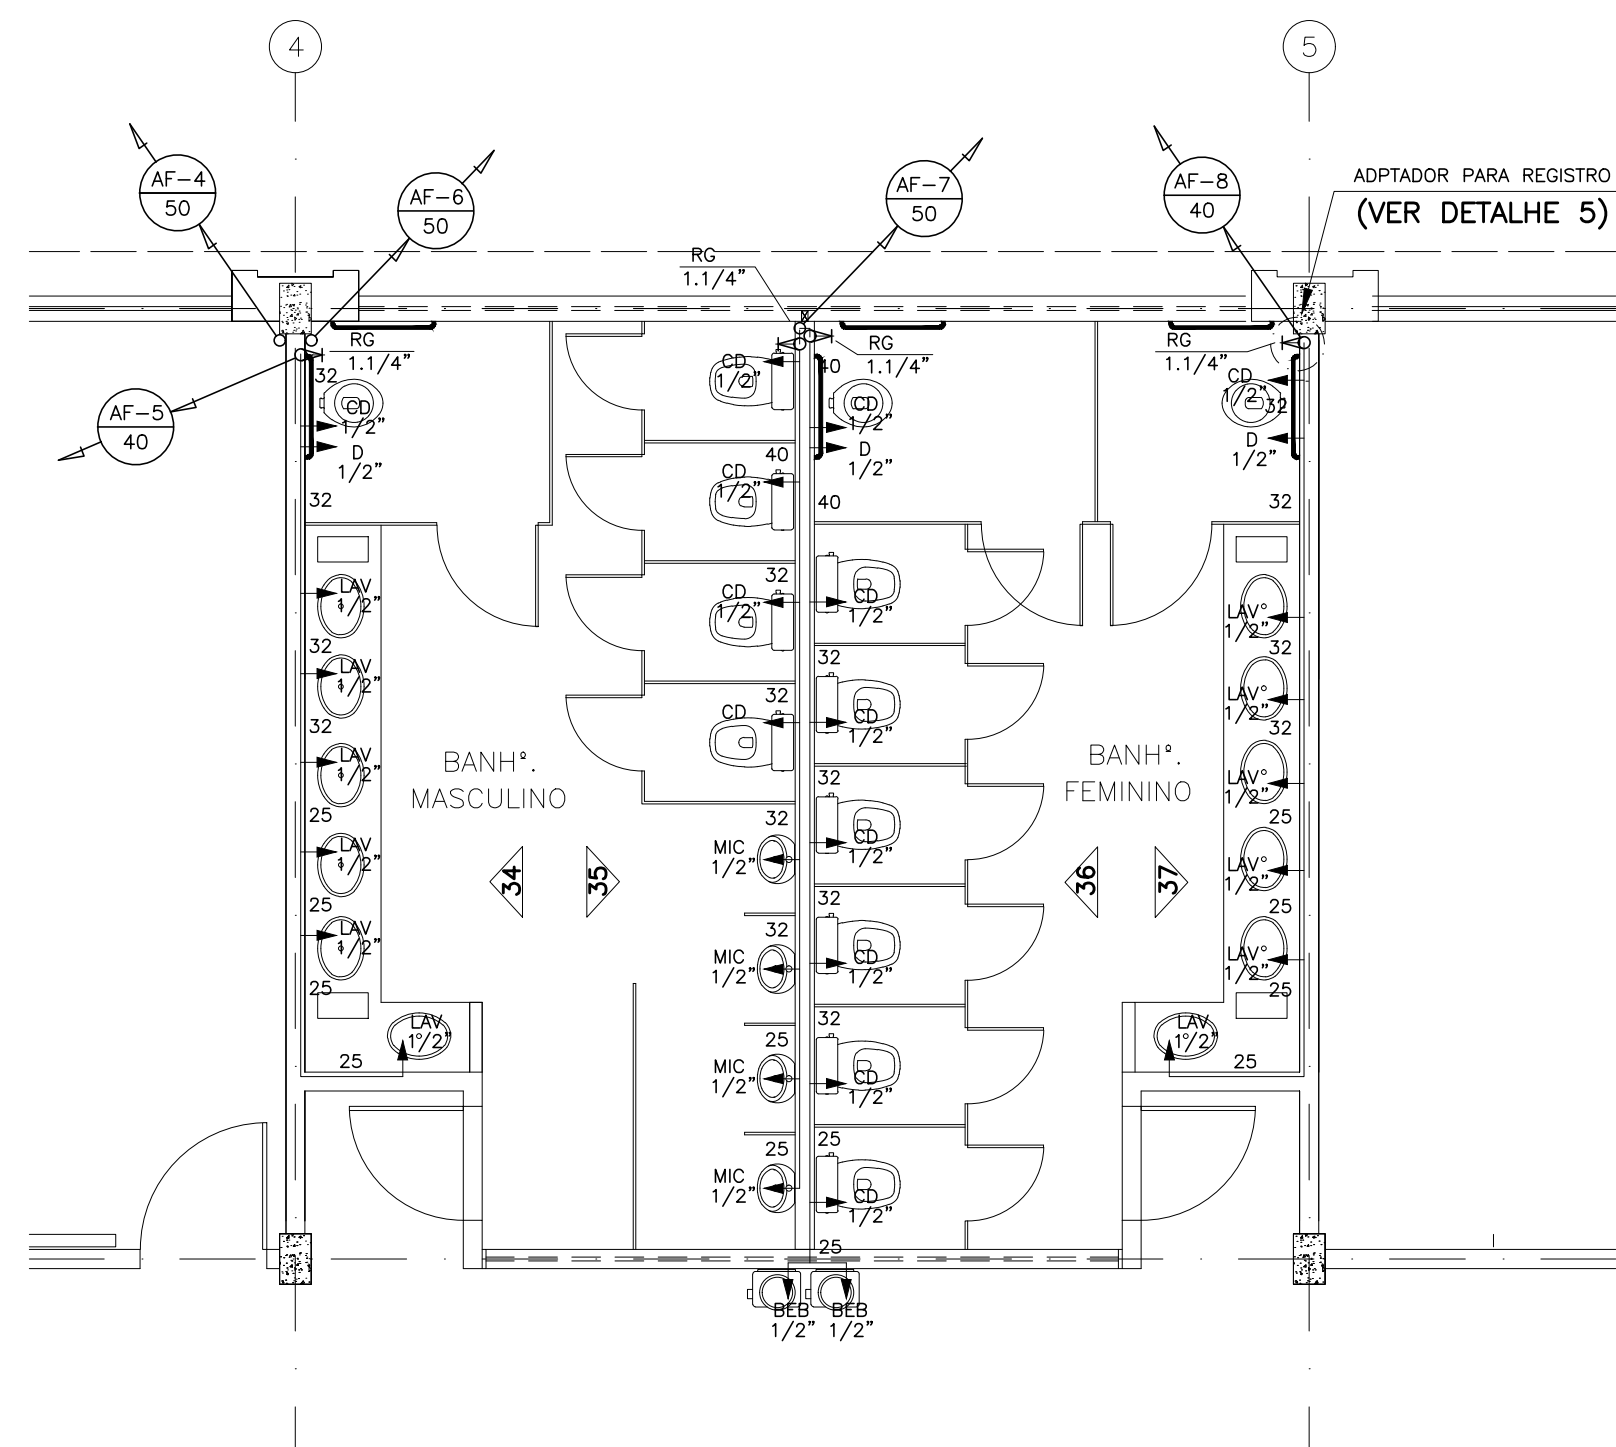 4
5
AF-4
50
AF-6
50
AF-7
50
AF-8
40
ADPTADOR PARA REGISTRO
(VER DETALHE 5)
RG
1.1/4"
RG
1.1/4"
RG
1.1/4"
RG
1.1/4"
AF-5
40
32
CD
1/2"
D
1/2"
32
CD
1/2"
40
CD
1/2"
D
1/2"
CD
1/2"
32
D
1/2"
40
CD
1/2"
40
32
32
CD
1/2"
CD
1/2"
LAV
1/2"
LAV
1/2"
32
32
32
LAV
1/2"
LAV
1/2"
32
CD
CD
1/2"
32
32
BANHº.
MASCULINO
BANHº.
FEMININO
LAV
1/2"
LAV
1/2"
32
25
32
25
MIC
1/2"
CD
1/2"
LAV
1/2"
LAV
1/2"
34
35
36
37
25
32
25
32
LAV
1/2"
MIC
1/2"
CD
1/2"
LAV
1/2"
25
25
LAV
1/2"
32
LAV
1/2"
25
25
25
MIC
1/2"
CD
1/2"
25
25
MIC
1/2"
CD
1/2"
25
BEB
1/2"
BEB
1/2"